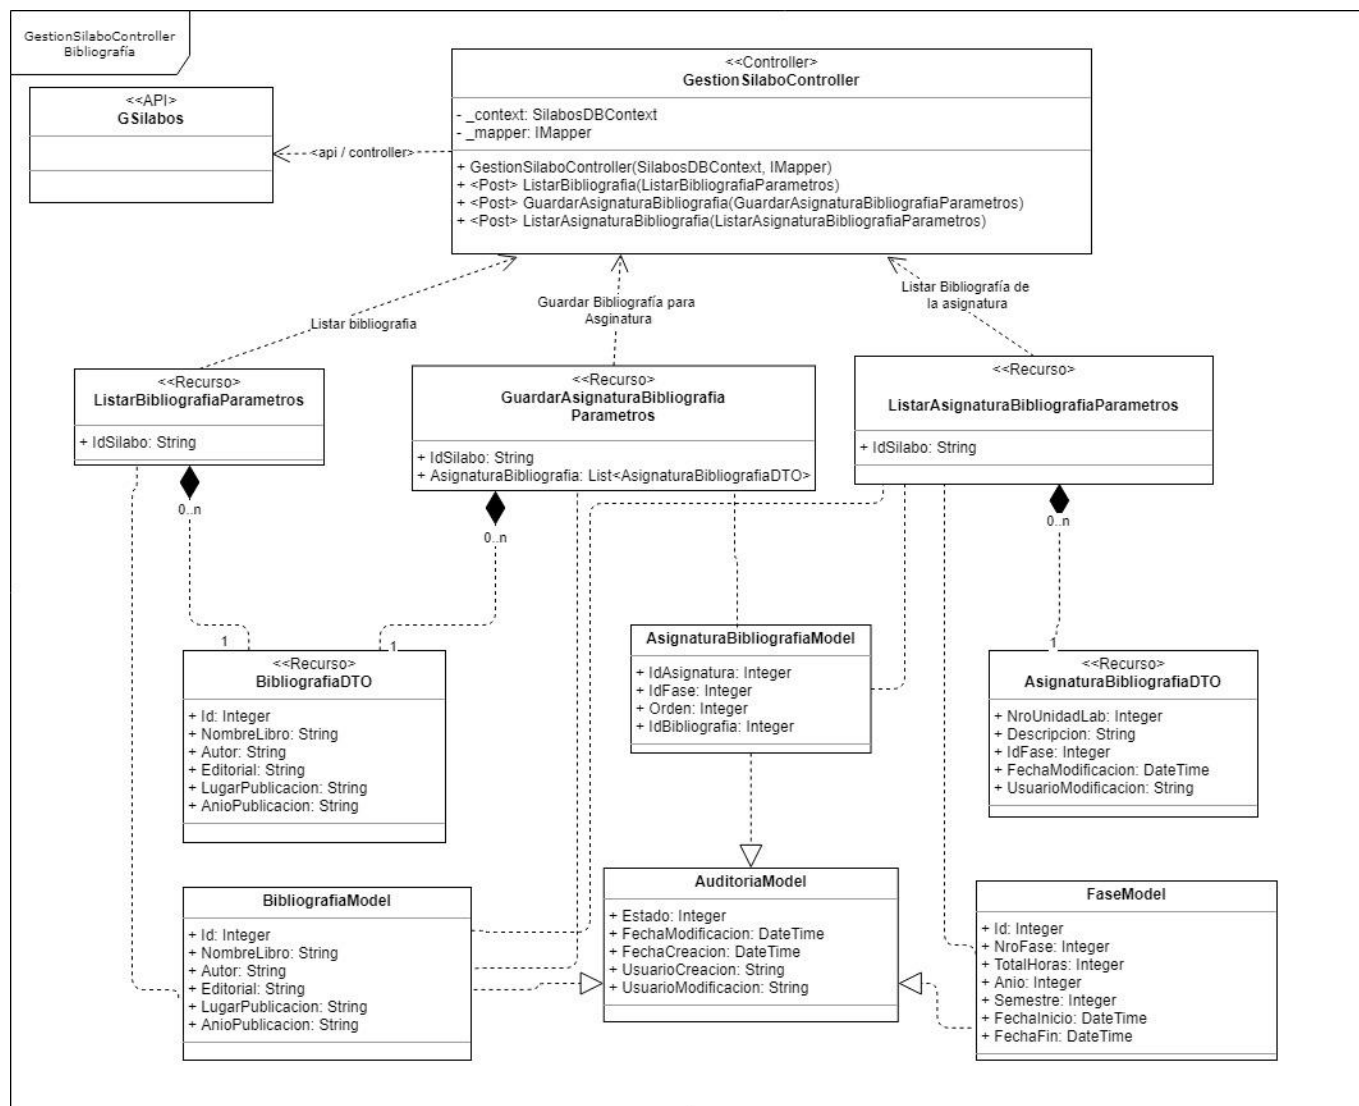 GestionSilaboController
Bibliografía
<<API>>
GSilabos
<<Controller>
GestionSilaboController
- _context: SilabosDBContext
- _mapper: IMapper
+ GestionSilaboController(SilabosDBContext, IMapper)
+ <Post> ListarBibliografia(ListarBibliografiaParametros)
+ <Post> GuardarAsignaturaBibliografia(GuardarAsignaturaBibliografiaParametros)
+ <Post> ListarAsignaturaBibliografia(ListarAsignaturaBibliografiaParametros)
<api / controller>
Listar bibliografia
Guardar Bibliografía para
Asginatura
Listar Bibliografía de
la asignatura
<<Recurso>
ListarBibliografiaParametros
+ IdSilabo: String
<<Recurso>
GuardarAsignaturaBibliografia
Parametros
+ IdSilabo: String
+ AsignaturaBibliografia: List<AsignaturaBibliografiaDTO>
<<Recurso>
ListarAsignaturaBibliografiaParametros
+ IdSilabo: String
0..n
0..n
0..n
1
1
1
<<Recurso>
BibliografiaDTO
+ Id: Integer
+ NombreLibro: String
+ Autor: String
+ Editorial: String
+ LugarPublicacion: String
+ AnioPublicacion: String
AsignaturaBibliografiaModel
+ IdAsignatura: Integer
+ IdFase: Integer
+ Orden: Integer
+ IdBibliografia: Integer
<<Recurso>
AsignaturaBibliografiaDTO
+ NroUnidadLab: Integer
+ Descripcion: String
+ IdFase: Integer
+ FechaModificacion: DateTime
+ UsuarioModificacion: String
BibliografiaModel
+ Id: Integer
+ NombreLibro: String
+ Autor: String
+ Editorial: String
+ LugarPublicacion: String
+ AnioPublicacion: String
AuditoriaModel
+ Estado: Integer
+ FechaModificacion: DateTime
+ FechaCreacion: DateTime
+ UsuarioCreacion: String
+ UsuarioModificacion: String
FaseModel
+ Id: Integer
+ NroFase: Integer
+ TotalHoras: Integer
+ Anio: Integer
+ Semestre: Integer
+ FechaInicio: DateTime
+ FechaFin: DateTime